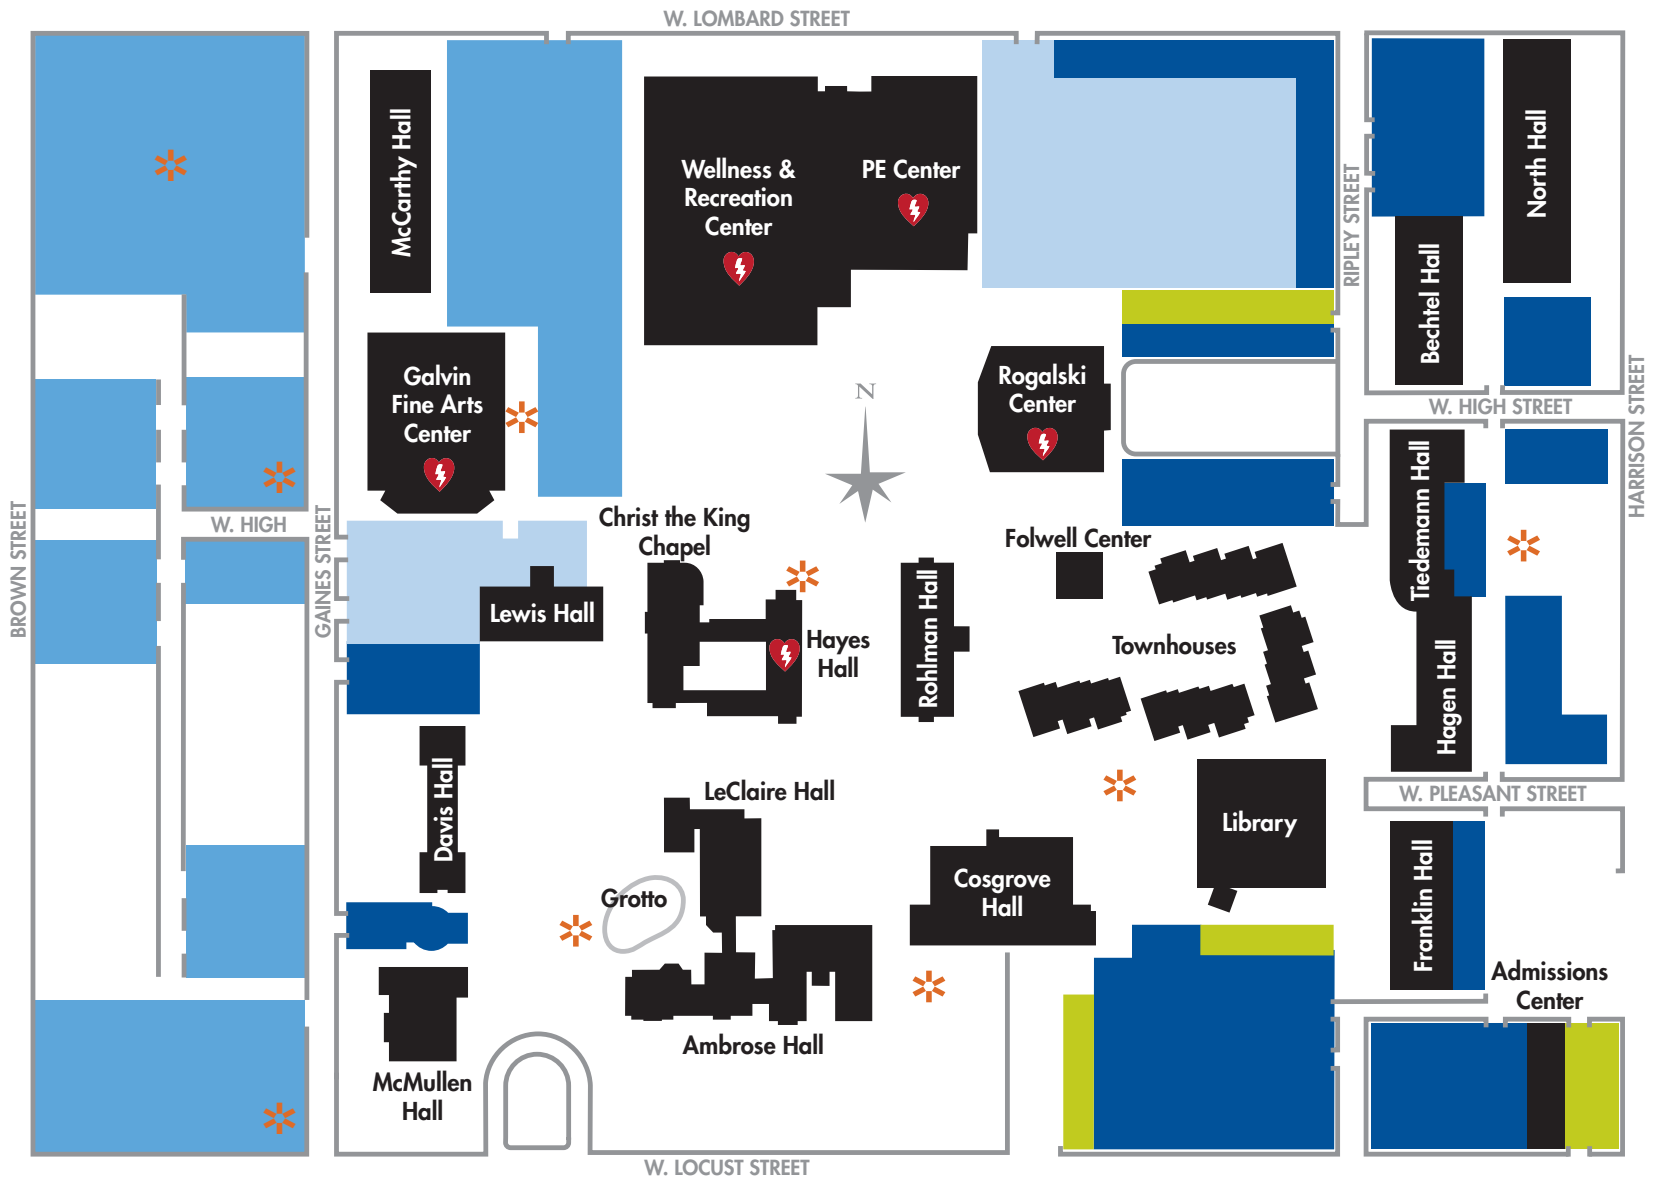 W. LOMBARD STREET
McCarthy Hall
Wellness &
Recreation
Center
PE Center
RIPLEY STREET
North Hall
Bechtel Hall
Galvin
Fine Arts
Center
N
Rogalski
Center
W. HIGH STREET
HARRISON STREET
BROWN STREET
W. HIGH
GAINES STREET
Christ the King
Chapel
Folwell Center
Tiedemann Hall
Lewis Hall
Hayes
Hall
Rohlman Hall
Townhouses
Hagen Hall
Davis Hall
LeClaire Hall
W. PLEASANT STREET
Library
Grotto
Cosgrove
Hall
Franklin Hall
Admissions
Center
Ambrose Hall
McMullen
Hall
W. LOCUST STREET